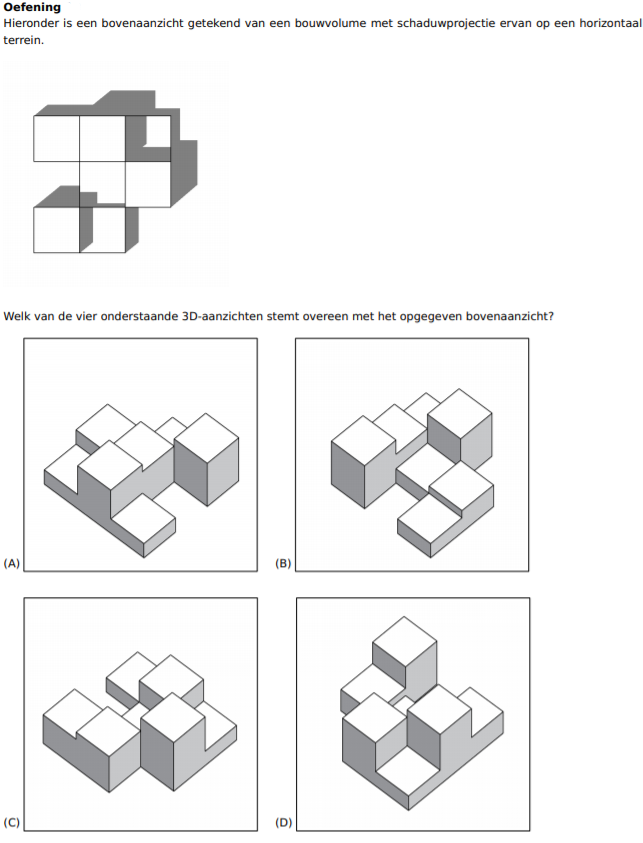 Oefening
Hieronder is een bovenaanzicht getekend van een bouwvolume met schaduwprojectie ervan op een horizontaal
terrein.
Welk van de vier onderstaande 3D-aanzichten stemt overeen met het opgegeven bovenaanzicht?
(A)
(B)
(C)
(D)